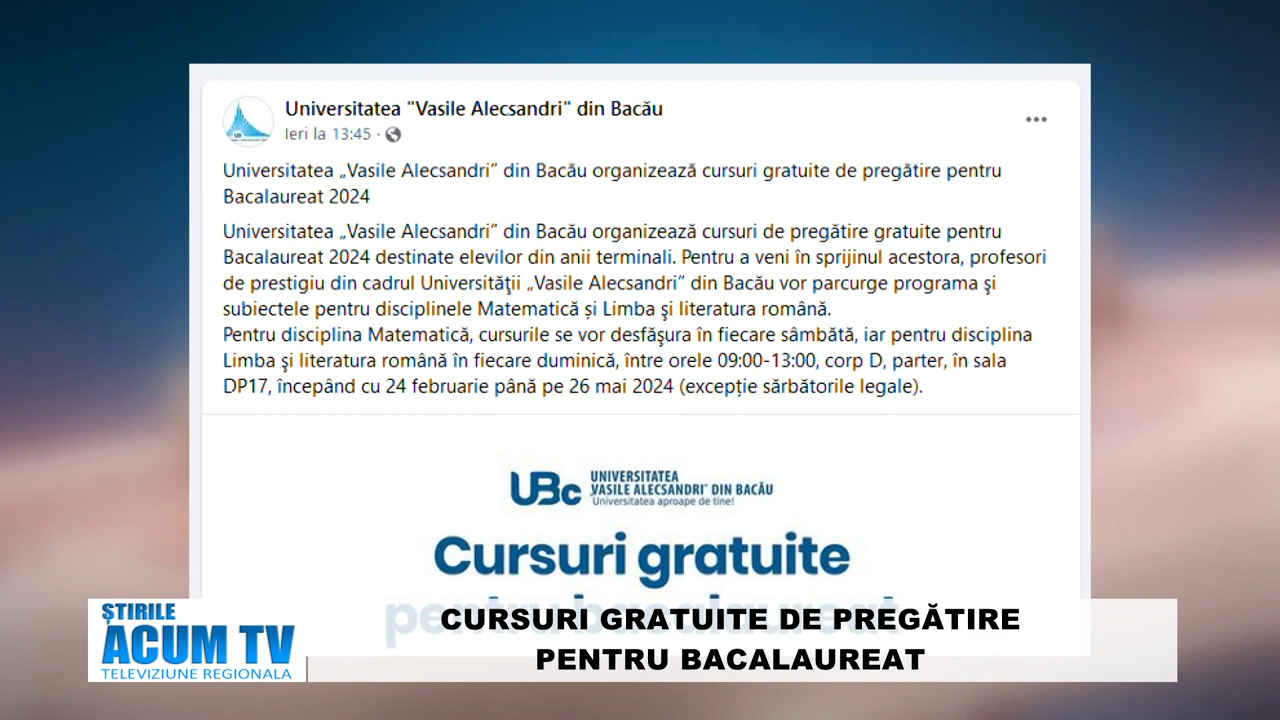 Universitatea "Vasile Alecsandri" din Bacău
Ieri la 13:45 ·
Universitatea „Vasile Alecsandri” din Bacău organizează cursuri gratuite de pregătire pentru
Bacalaureat 2024
Universitatea „Vasile Alecsandri” din Bacău organizează cursuri de pregătire gratuite pentru
Bacalaureat 2024 destinate elevilor din anii terminali. Pentru a veni în sprijinul acestora, profesori
de prestigiu din cadrul Universităţii „Vasile Alecsandri” din Bacău vor parcurge programa şi
subiectele pentru disciplinele Matematică și Limba şi literatura română.
Pentru disciplina Matematică, cursurile se vor desfăşura în fiecare sâmbătă, iar pentru disciplina
Limba şi literatura română în fiecare duminică, între orele 09:00-13:00, corp D, parter, în sala
DP17, începând cu 24 februarie până pe 26 mai 2024 (excepție sărbătorile legale).
UBc UNIVERSITATEA
„VASILE ALECSANDRI” DIN BACĂU
Universitatea aproape de tine!
Cursuri gratuite
pentru bacalaureat
ȘTIRILE
ACUM TV
TELEVIZIUNE REGIONALA
CURSURI GRATUITE DE PREGĂTIRE
PENTRU BACALAUREAT